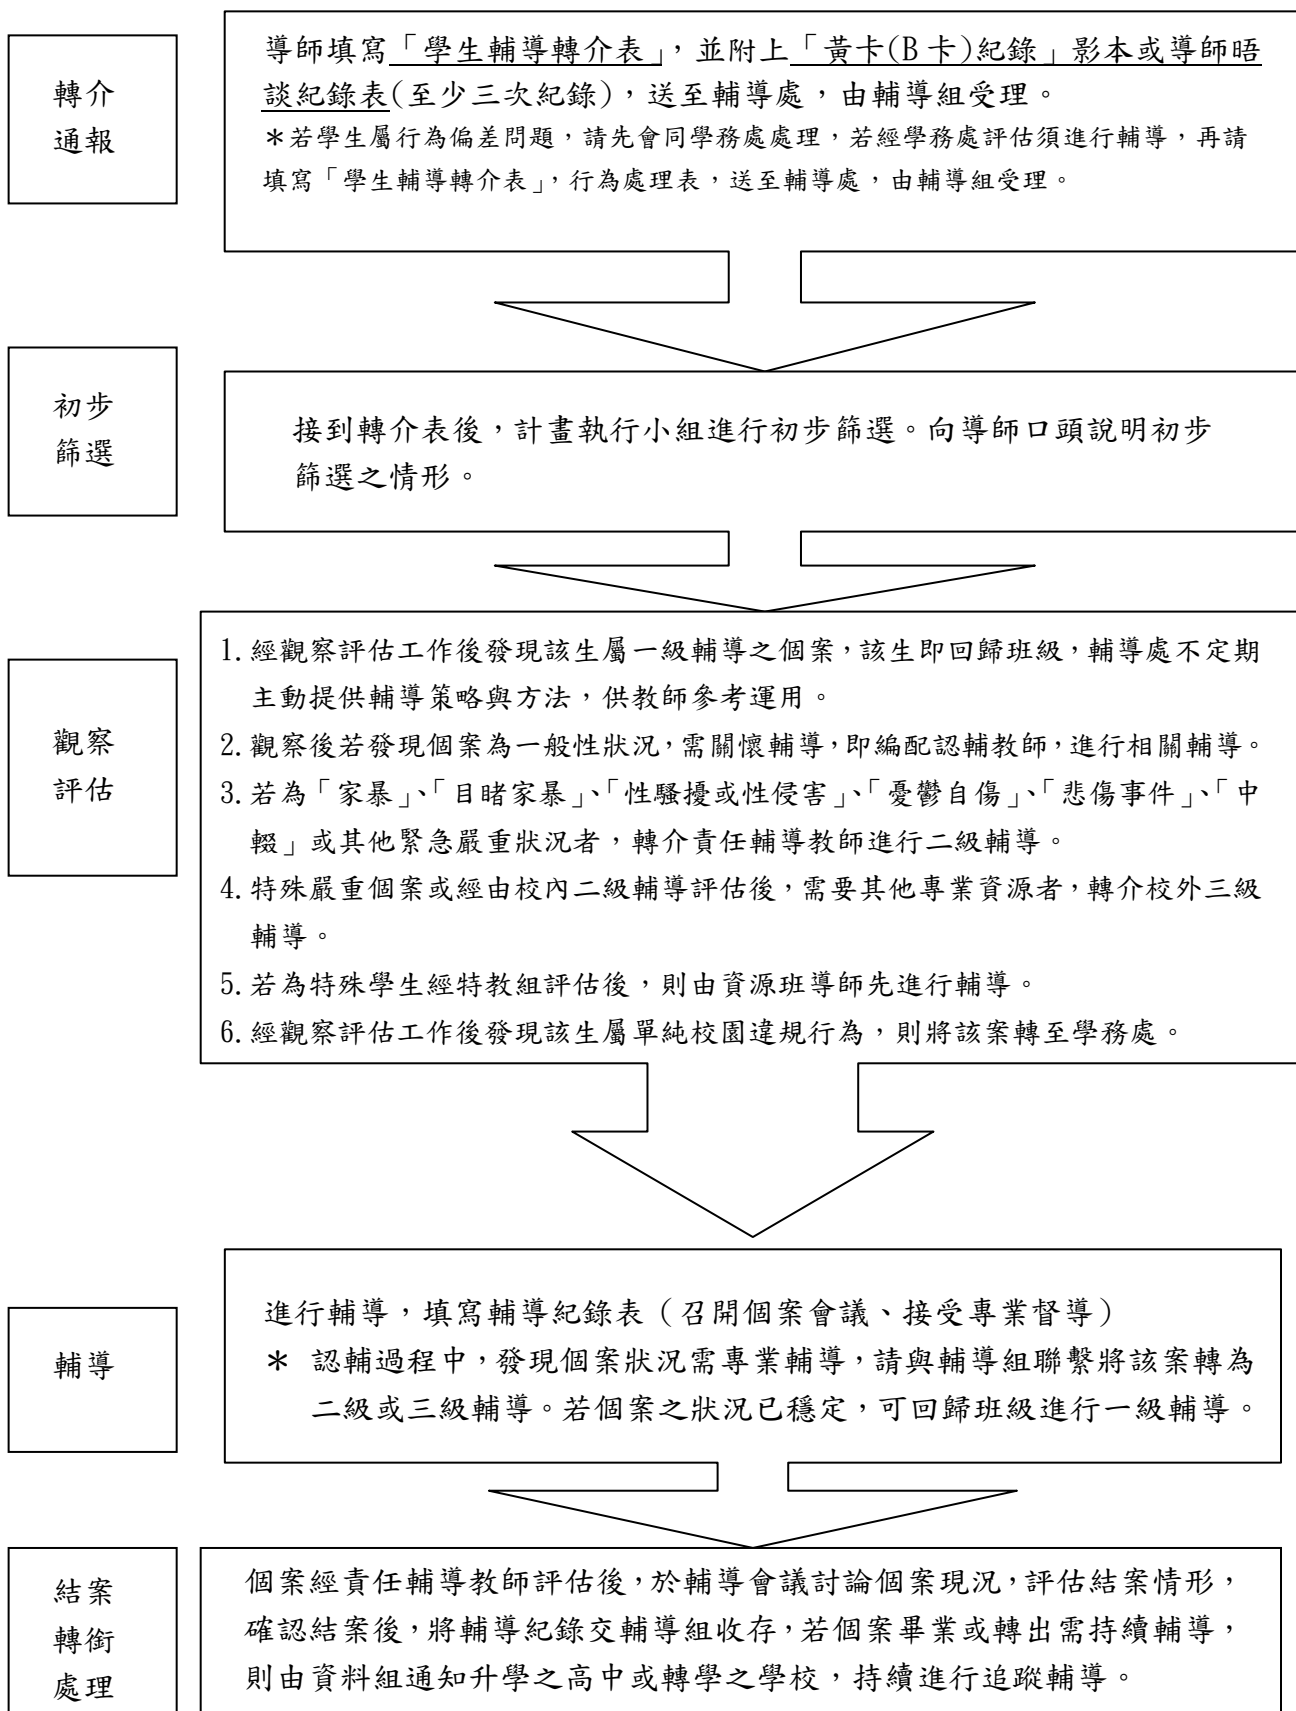 轉介
通報
導師填寫「學生輔導轉介表」，並附上「黃卡(B 卡)紀錄」影本或導師晤
談紀錄表(至少三次紀錄)，送至輔導處，由輔導組受理。
＊若學生屬行為偏差問題，請先會同學務處處理，若經學務處評估須進行輔導，再請
填寫「學生輔導轉介表」，行為處理表，送至輔導處，由輔導組受理。
初步
篩選
接到轉介表後，計畫執行小組進行初步篩選。向導師口頭說明初步
篩選之情形。
觀察
評估
1. 經觀察評估工作後發現該生屬一級輔導之個案，該生即回歸班級，輔導處不定期
主動提供輔導策略與方法，供教師參考運用。
2. 觀察後若發現個案為一般性狀況，需關懷輔導，即編配認輔教師，進行相關輔導。
3. 若為「家暴」、「目睹家暴」、「性騷擾或性侵害」、「憂鬱自傷」、「悲傷事件」、「中
輟」或其他緊急嚴重狀況者，轉介責任輔導教師進行二級輔導。
4. 特殊嚴重個案或經由校內二級輔導評估後，需要其他專業資源者，轉介校外三級
輔導。
5. 若為特殊學生經特教組評估後，則由資源班導師先進行輔導。
6. 經觀察評估工作後發現該生屬單純校園違規行為，則將該案轉至學務處。
輔導
進行輔導，填寫輔導紀錄表（召開個案會議、接受專業督導）
＊ 認輔過程中，發現個案狀況需專業輔導，請與輔導組聯繫將該案轉為
二級或三級輔導。若個案之狀況已穩定，可回歸班級進行一級輔導。
結案
轉銜
處理
個案經責任輔導教師評估後，於輔導會議討論個案現況，評估結案情形，
確認結案後，將輔導紀錄交輔導組收存，若個案畢業或轉出需持續輔導，
則由資料組通知升學之高中或轉學之學校，持續進行追蹤輔導。